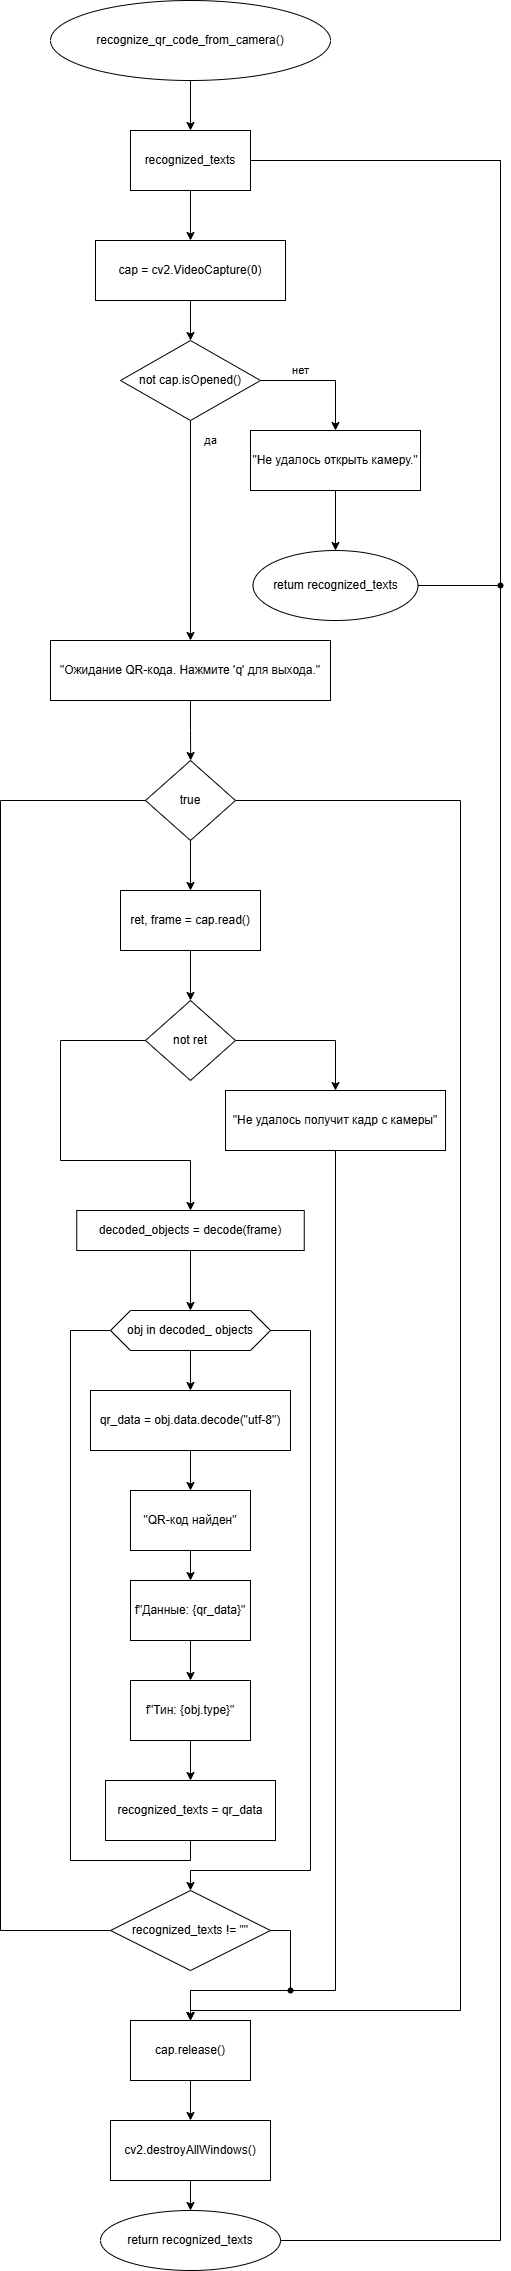 recognize_qr_code_from_camera()
recognized_texts
cap = cv2.VideoCapture(0)
not cap.isOpened()
нет
да
"Не удалось открыть камеру."
return recognized_texts
"Ожидание QR-кода. Нажмите 'q' для выхода."
true
ret, frame = cap.read()
not ret
"Не удалось получит кадр с камеры"
decoded_objects = decode(frame)
obj in decoded_ objects
qr_data = obj.data.decode("utf-8")
"QR-код найден"
f"Данные: {qr_data}"
f"Тин: {obj.type}"
recognized_texts = qr_data
recognized_texts != ""
cap.release()
cv2.destroyAllWindows()
return recognized_texts